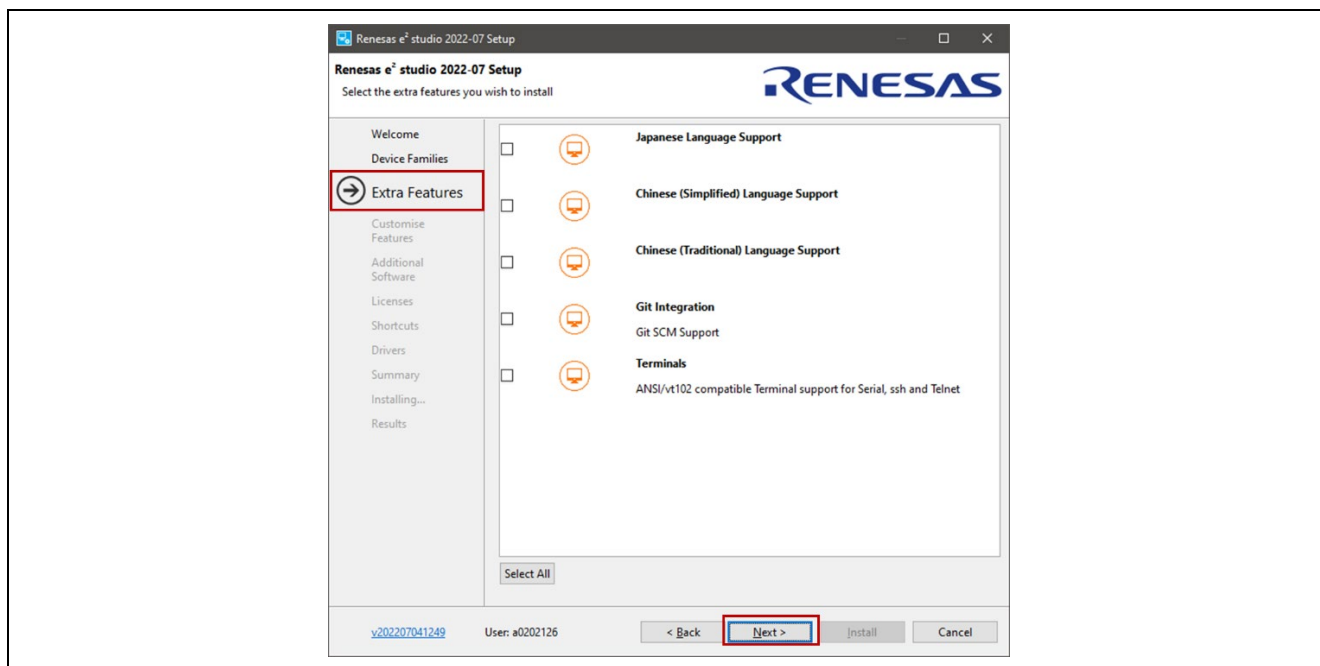 Renesas e² studio 2022-07 Setup
Renesas e² studio 2022-07 Setup
Select the extra features you wish to install
RENESAS
Welcome
Device Families
Extra Features
Customise
Features
Additional
Software
Licenses
Shortcuts
Drivers
Summary
Installing...
Results
Japanese Language Support
Chinese (Simplified) Language Support
Chinese (Traditional) Language Support
Git Integration
Git SCM Support
Terminals
ANSI/vt102 compatible Terminal support for Serial, ssh and Telnet
Select All
v202207041249
User: a0202126
< Back
Next >
Install
Cancel